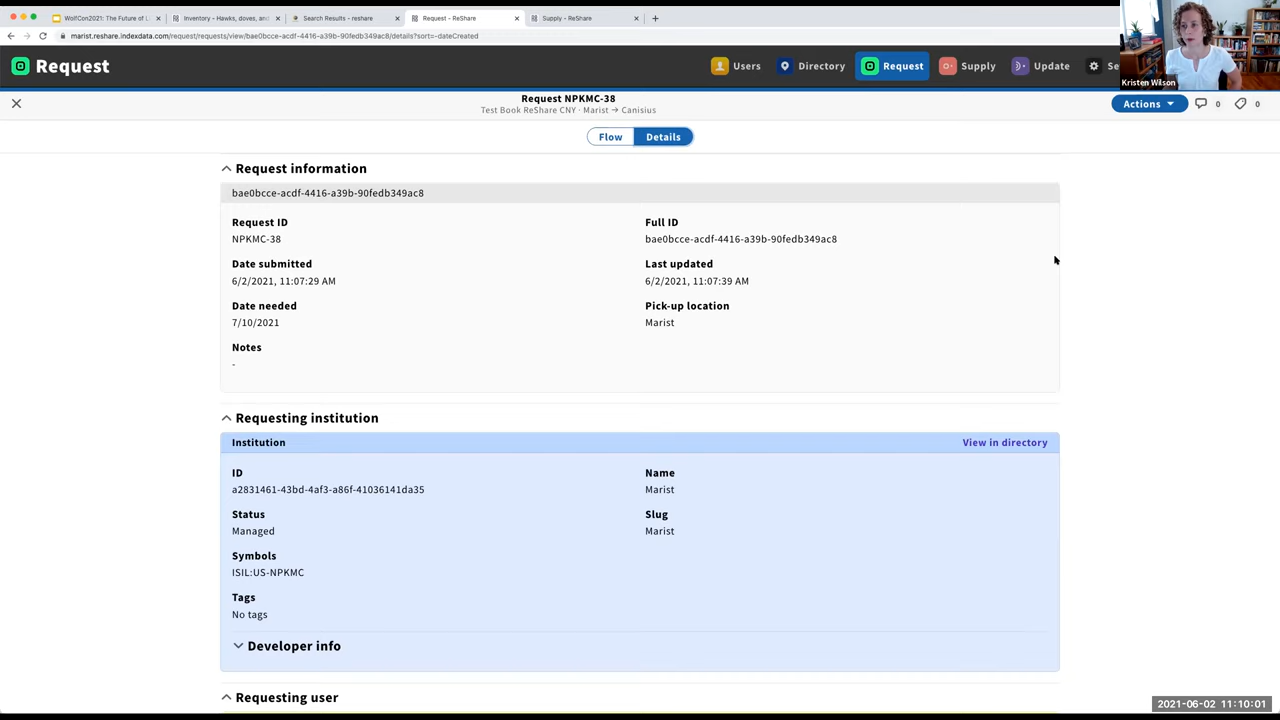 WolfCon2021: The Future of L
Inventory - Hawks, doves, and
Search Results - reshare
Request - ReShare
Supply - ReShare
marist.reshare.indexdata.com/request/requests/view/bae0bcce-acdf-4416-a39b-90fedb349ac8/details?sort=-dateCreated
Request
Users
Directory
Request
Supply
Update
Se
Kristen Wilson
Request NPKMC-38
Test Book ReShare CNY · Marist → Canisius
Actions
0
0
Flow
Details
Request information
bae0bcce-acdf-4416-a39b-90fedb349ac8
Request ID
Full ID
NPKMC-38
bae0bcce-acdf-4416-a39b-90fedb349ac8
Date submitted
Last updated
6/2/2021, 11:07:29 AM
6/2/2021, 11:07:39 AM
Date needed
Pick-up location
7/10/2021
Marist
Notes
-
Requesting institution
Institution
View in directory
ID
Name
a2831461-43bd-4af3-a86f-41036141da35
Marist
Status
Slug
Managed
Marist
Symbols
ISIL:US-NPKMC
Tags
No tags
Developer info
Requesting user
2021-06-02 11:10:01